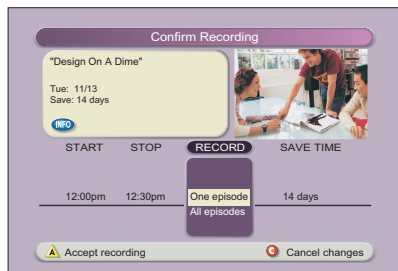 Confirm Recording
"Design On A Dime"
Tue: 11/13
Save: 14 days
INFO
START STOP RECORD SAVE TIME
12:00pm 12:30pm One episode 14 days
All episodes
A Accept recording C Cancel changes